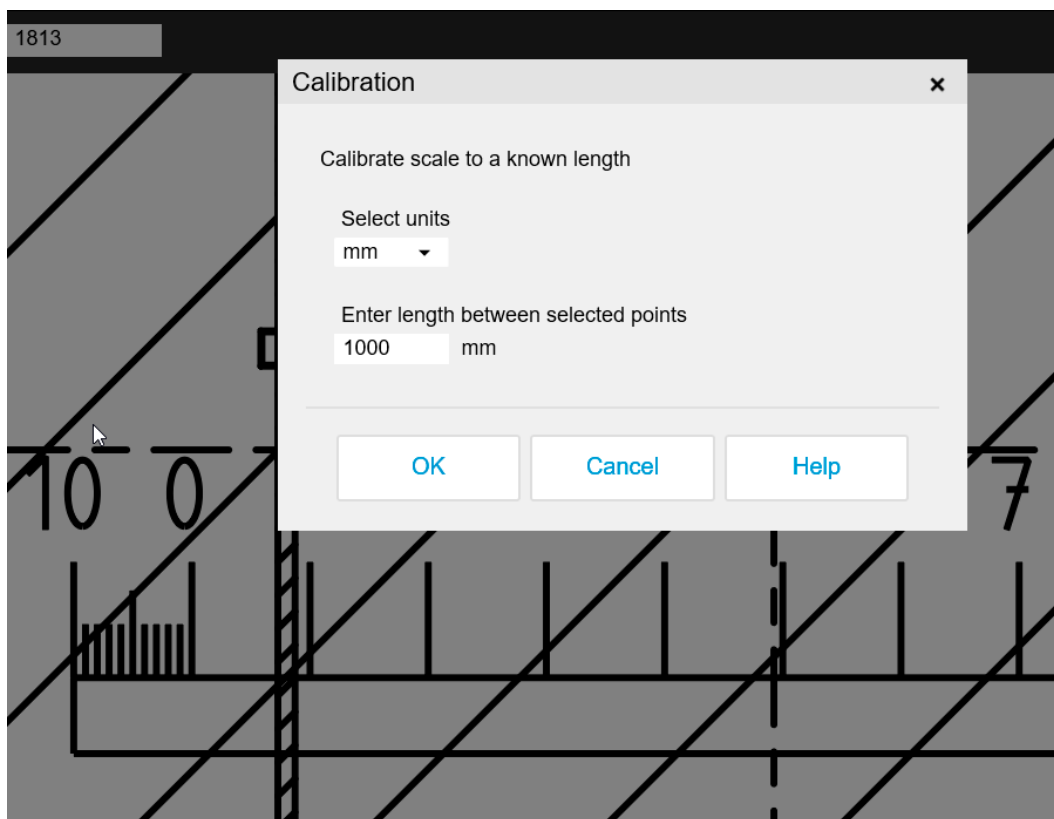 1813
Calibration
Calibrate scale to a known length
Select units
mm
Enter length between selected points
1000 mm
OK Cancel Help
10 0 7